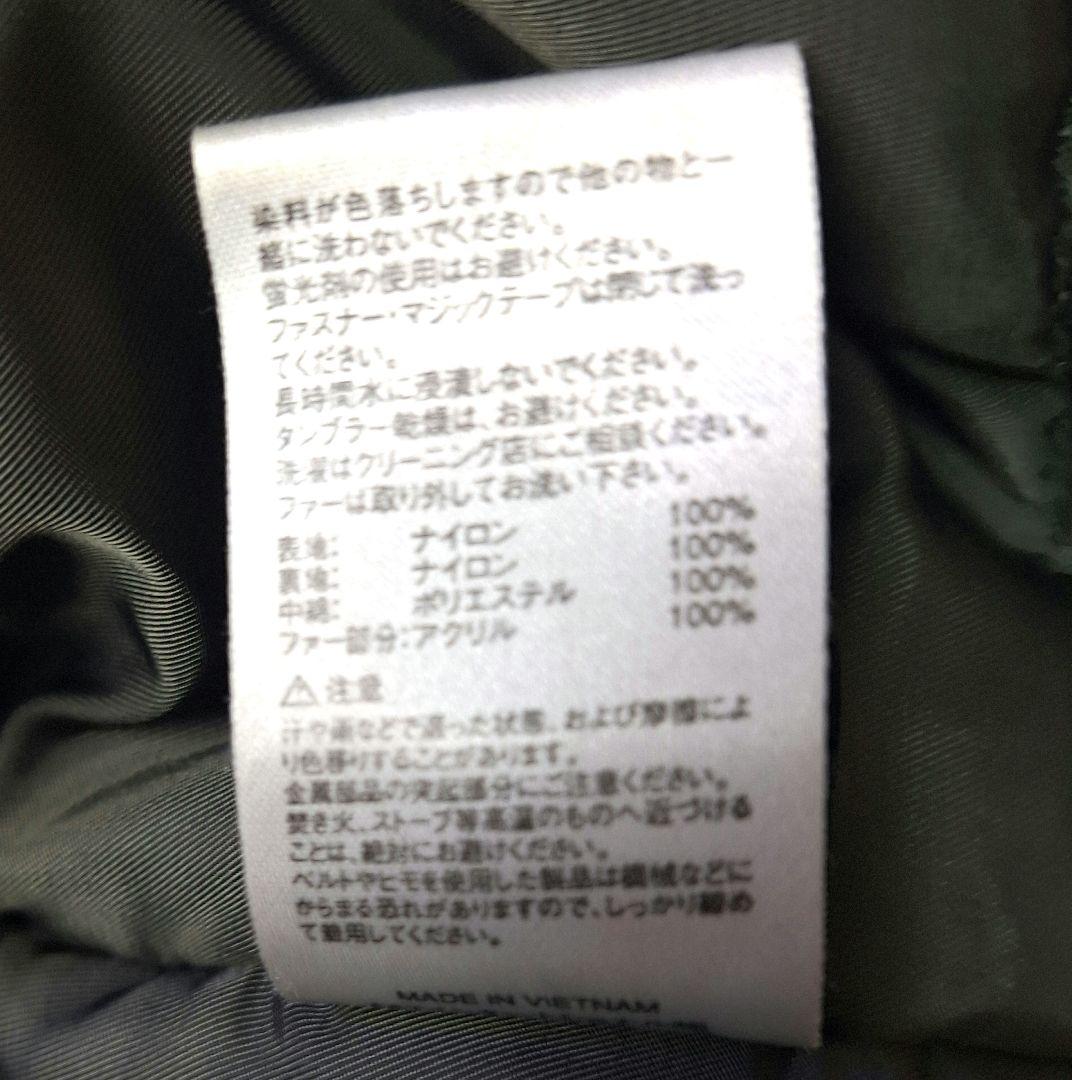 染料が色落ちしますので他の物と一
緒に洗わないでください。
蛍光剤の使用はお避けください。
ファスナー・マジックテープは閉じて洗っ
てください。
長時間水に浸漬しないでください。
タンブラー乾燥は、お避けください。
洗濯はクリーニング店にご相談ください。
ファーは取り外してお洗い下さい。
表地: ナイロン 100%
裏地: ナイロン 100%
中綿: ポリエステル 100%
ファー部分:アクリル 100%
⚠注意
汗や雨などで湿った状態、および摩擦によ
り色移りすることがあります。
金属部品の突起部分にご注意ください。
焚き火、ストーブ等高温のものへ近づける
ことは、絶対にお避けください。
ベルトやヒモを使用した製品は機械などに
からまる恐れがありますので、しっかり締め
て着用してください。
MADE IN VIETNAM